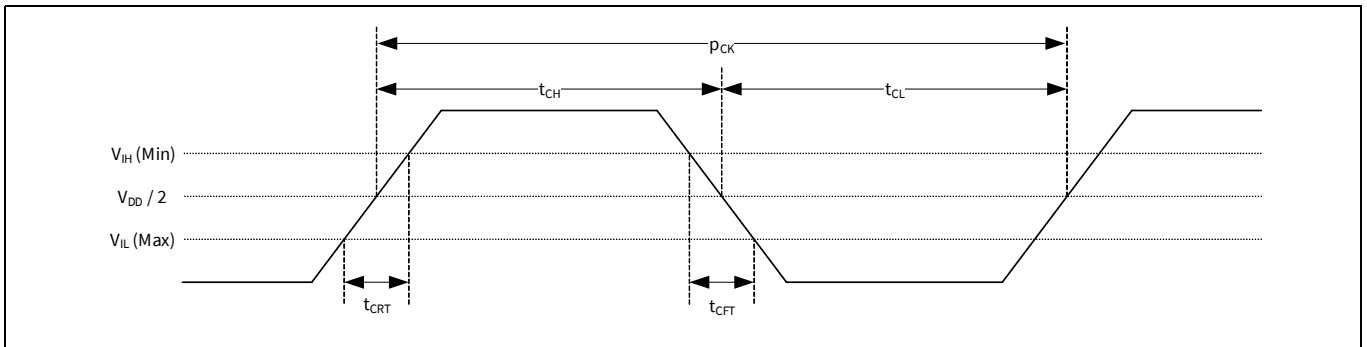 pCK
tCH
tCL
VIH (Min)
VDD / 2
VIL (Max)
tCRT
tCFT